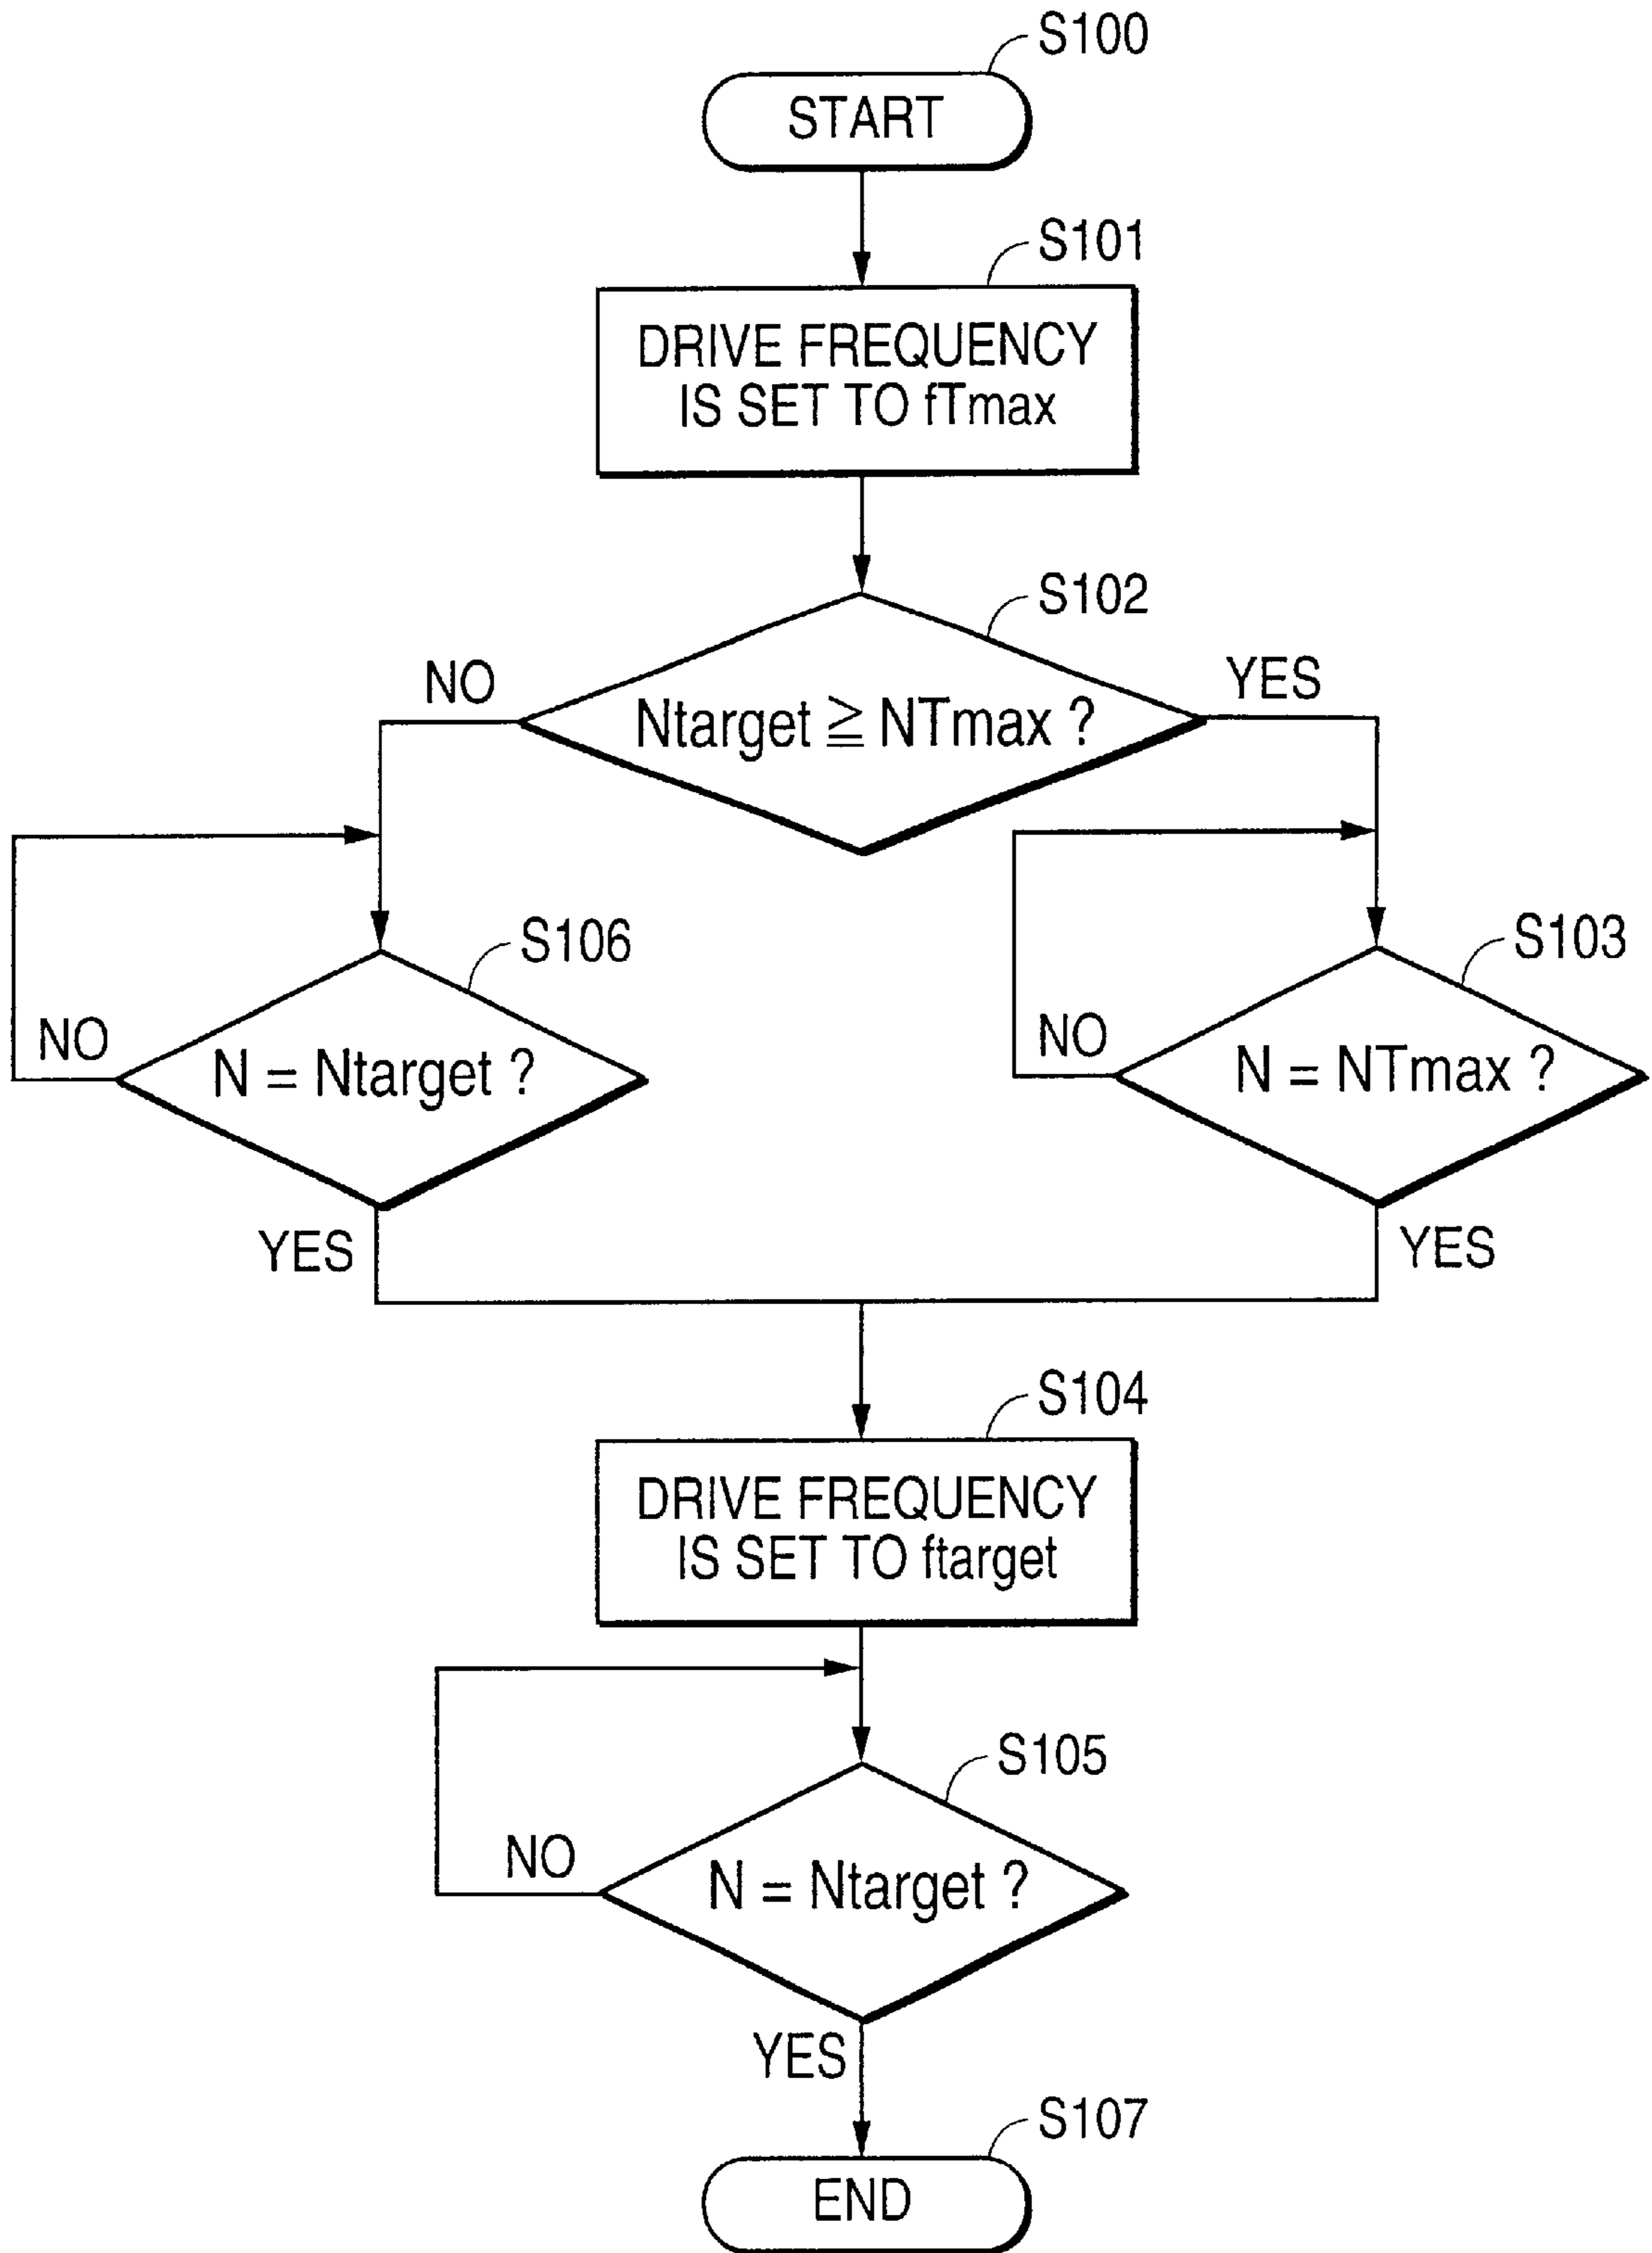 S100
START
S101
DRIVE FREQUENCY
IS SET TO fTmax
S102
NO
YES
Ntarget ≧ NTmax ?
S106
S103
NO
N = Ntarget ?
NO
N = NTmax ?
YES
YES
S104
DRIVE FREQUENCY
IS SET TO ftarget
S105
NO
N = Ntarget ?
YES
S107
END